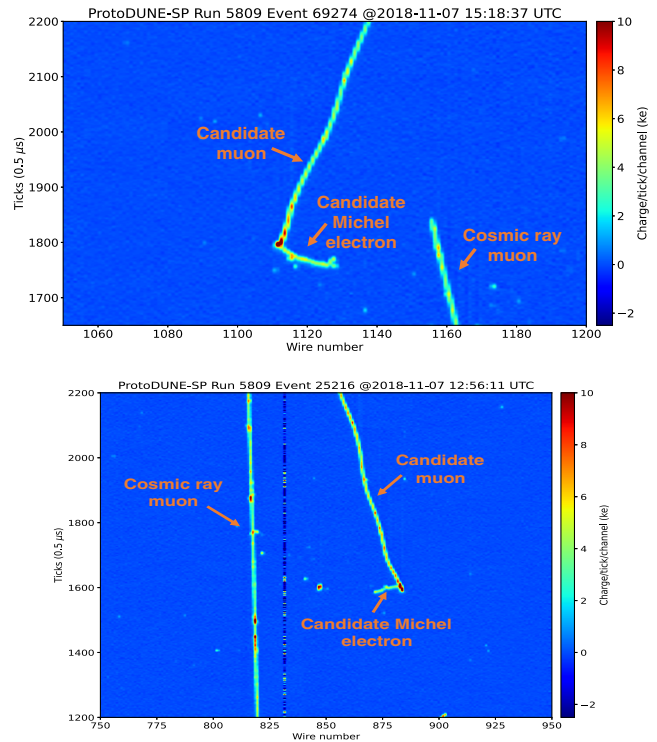 ProtoDUNE-SP Run 5809 Event 69274 @2018-11-07 15:18:37 UTC
2200
2100
2000
1900
1800
1700
Ticks (0.5 μs)
Candidate
muon
Candidate
Michel
electron
Cosmic ray
muon
1060
1080
1100
1120
1140
1160
1180
1200
Wire number
10
8
6
4
2
0
−2
Charge/tick/channel (ke)
ProtoDUNE-SP Run 5809 Event 25216 @2018-11-07 12:56:11 UTC
2200
2000
1800
1600
1400
1200
Ticks (0.5 μs)
Cosmic ray
muon
Candidate
muon
Candidate Michel
electron
750
775
800
825
850
875
900
925
950
Wire number
10
8
6
4
2
0
−2
Charge/tick/channel (ke)